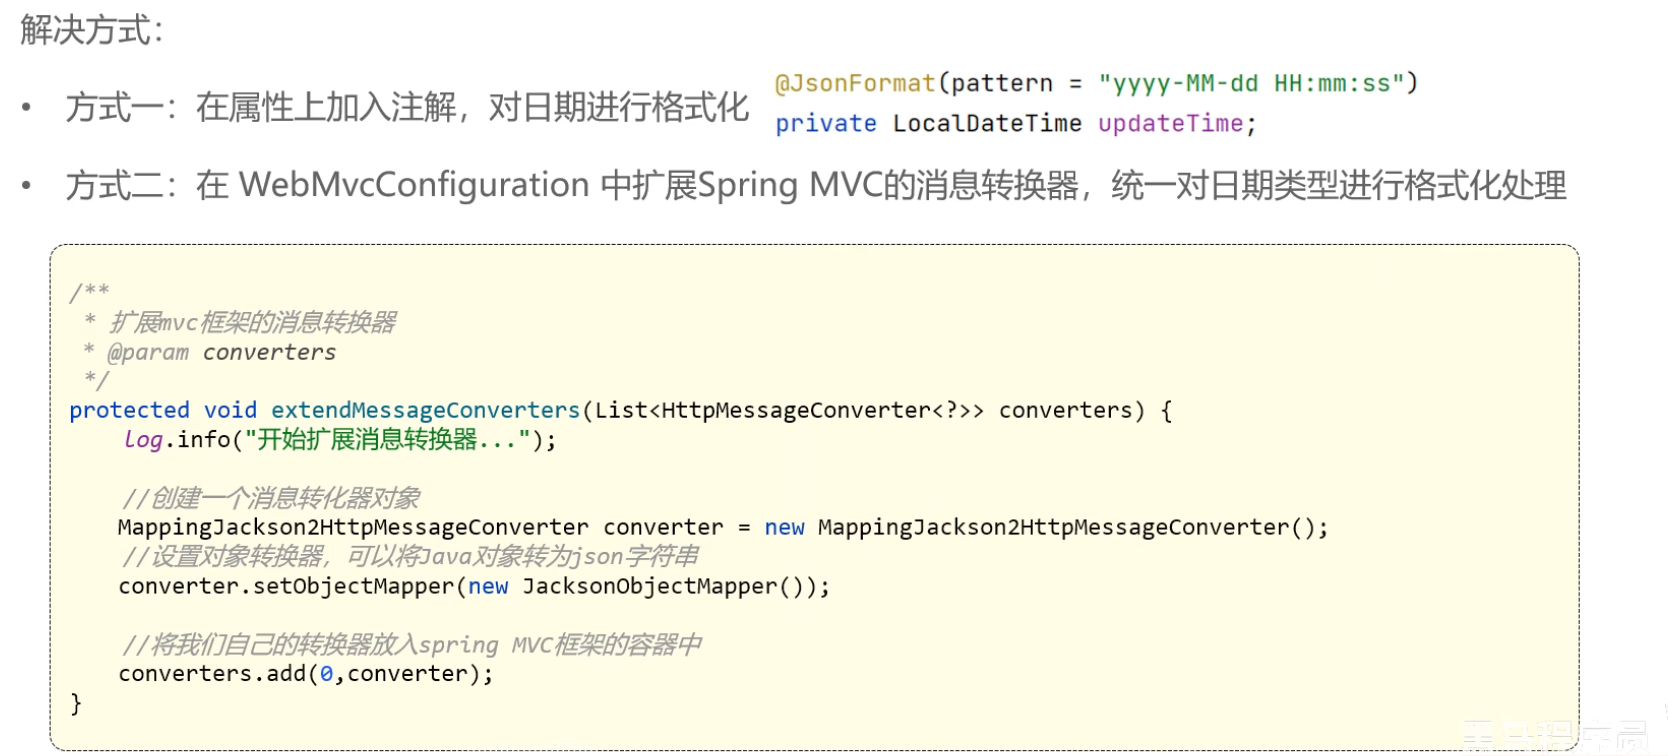 解决方式：
• 方式一：在属性上加入注解，对日期进行格式化
@JsonFormat(pattern = "yyyy-MM-dd HH:mm:ss")
private LocalDateTime updateTime;
• 方式二：在 WebMvcConfiguration 中扩展Spring MVC的消息转换器，统一对日期类型进行格式化处理
/**
* 扩展mvc框架的消息转换器
* @param converters
*/
protected void extendMessageConverters(List<HttpMessageConverter<?>> converters) {
log.info("开始扩展消息转换器...");
//创建一个消息转化器对象
MappingJackson2HttpMessageConverter converter = new MappingJackson2HttpMessageConverter();
//设置对象转换器，可以将Java对象转为json字符串
converter.setObjectMapper(new JacksonObjectMapper());
//将我们自己的转换器放入spring MVC框架的容器中
converters.add(0,converter);
}
黑马程序员